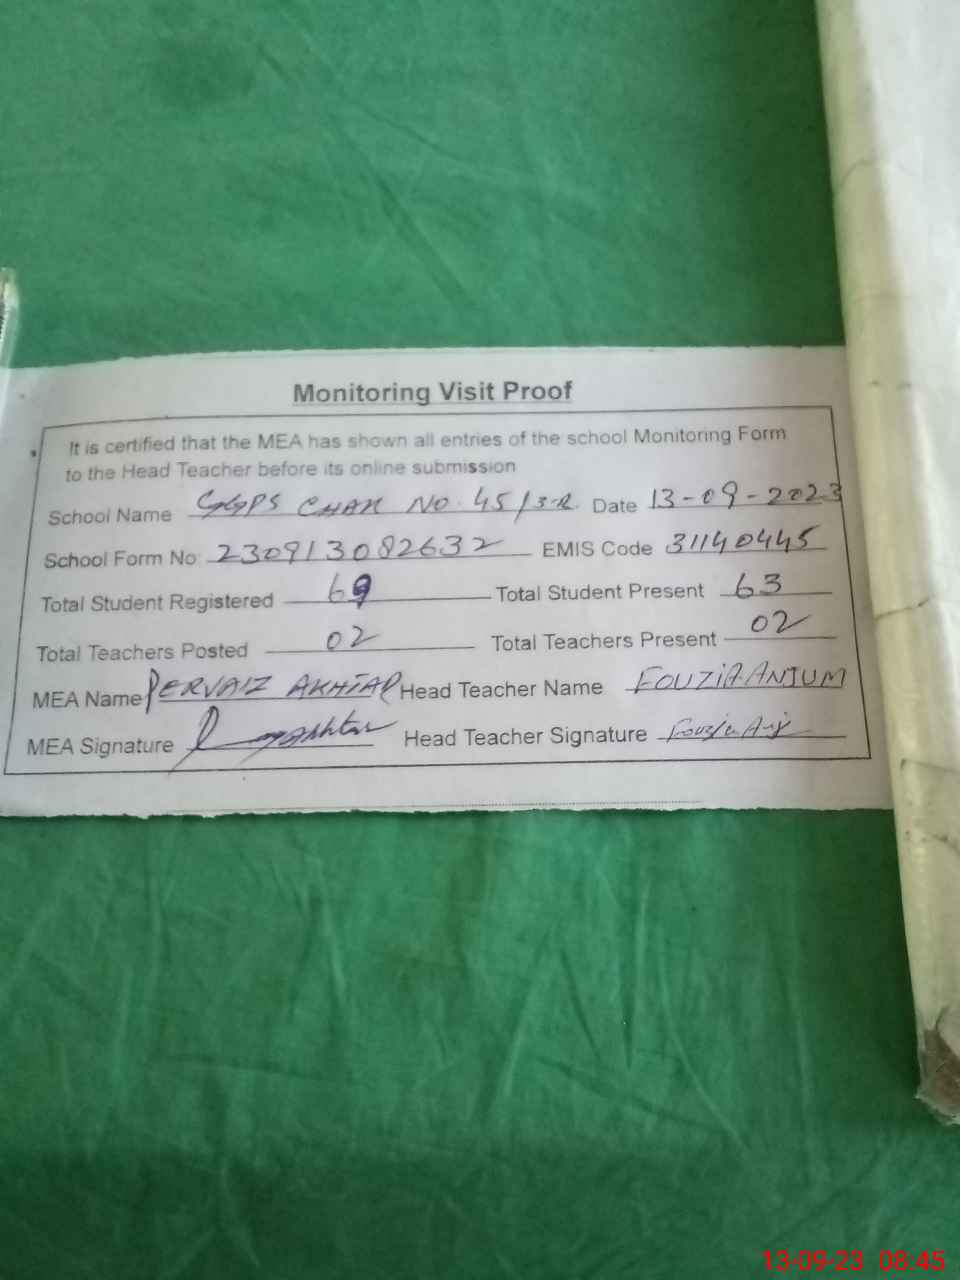 Monitoring Visit Proof
It is certified that the MEA has shown all entries of the school Monitoring Form
to the Head Teacher before its online submission
School Name GGPS CHAK NO. 45/3-R Date 13-09-2023
School Form No: 230913082632 EMIS Code 31140445
Total Student Registered 69 Total Student Present 63
Total Teachers Posted 02 Total Teachers Present 02
MEA Name PERVAIZ AKHTAR Head Teacher Name FOUZIA ANJUM
MEA Signature Head Teacher Signature Fouzia Anj
13-09-23 08:45